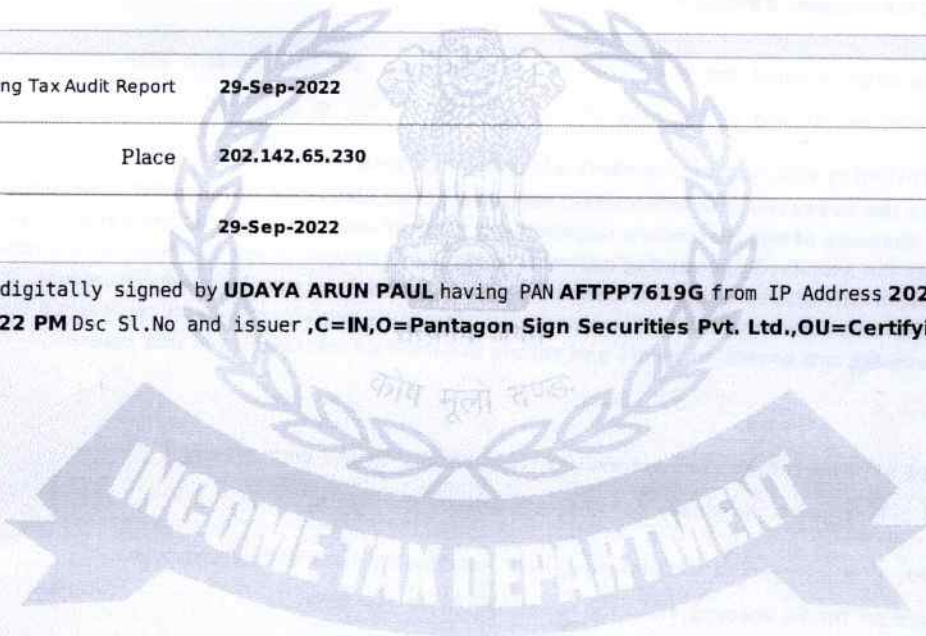 ng Tax Audit Report 29-Sep-2022
Place 202.142.65.230
29-Sep-2022
digitally signed by UDAYA ARUN PAUL having PAN AFTPP7619G from IP Address 202
22 PM Dsc Sl.No and issuer ,C=IN,O=Pantagon Sign Securities Pvt. Ltd.,OU=Certifyi
कोष मूलो दण्डः
INCOME TAX DEPARTMENT